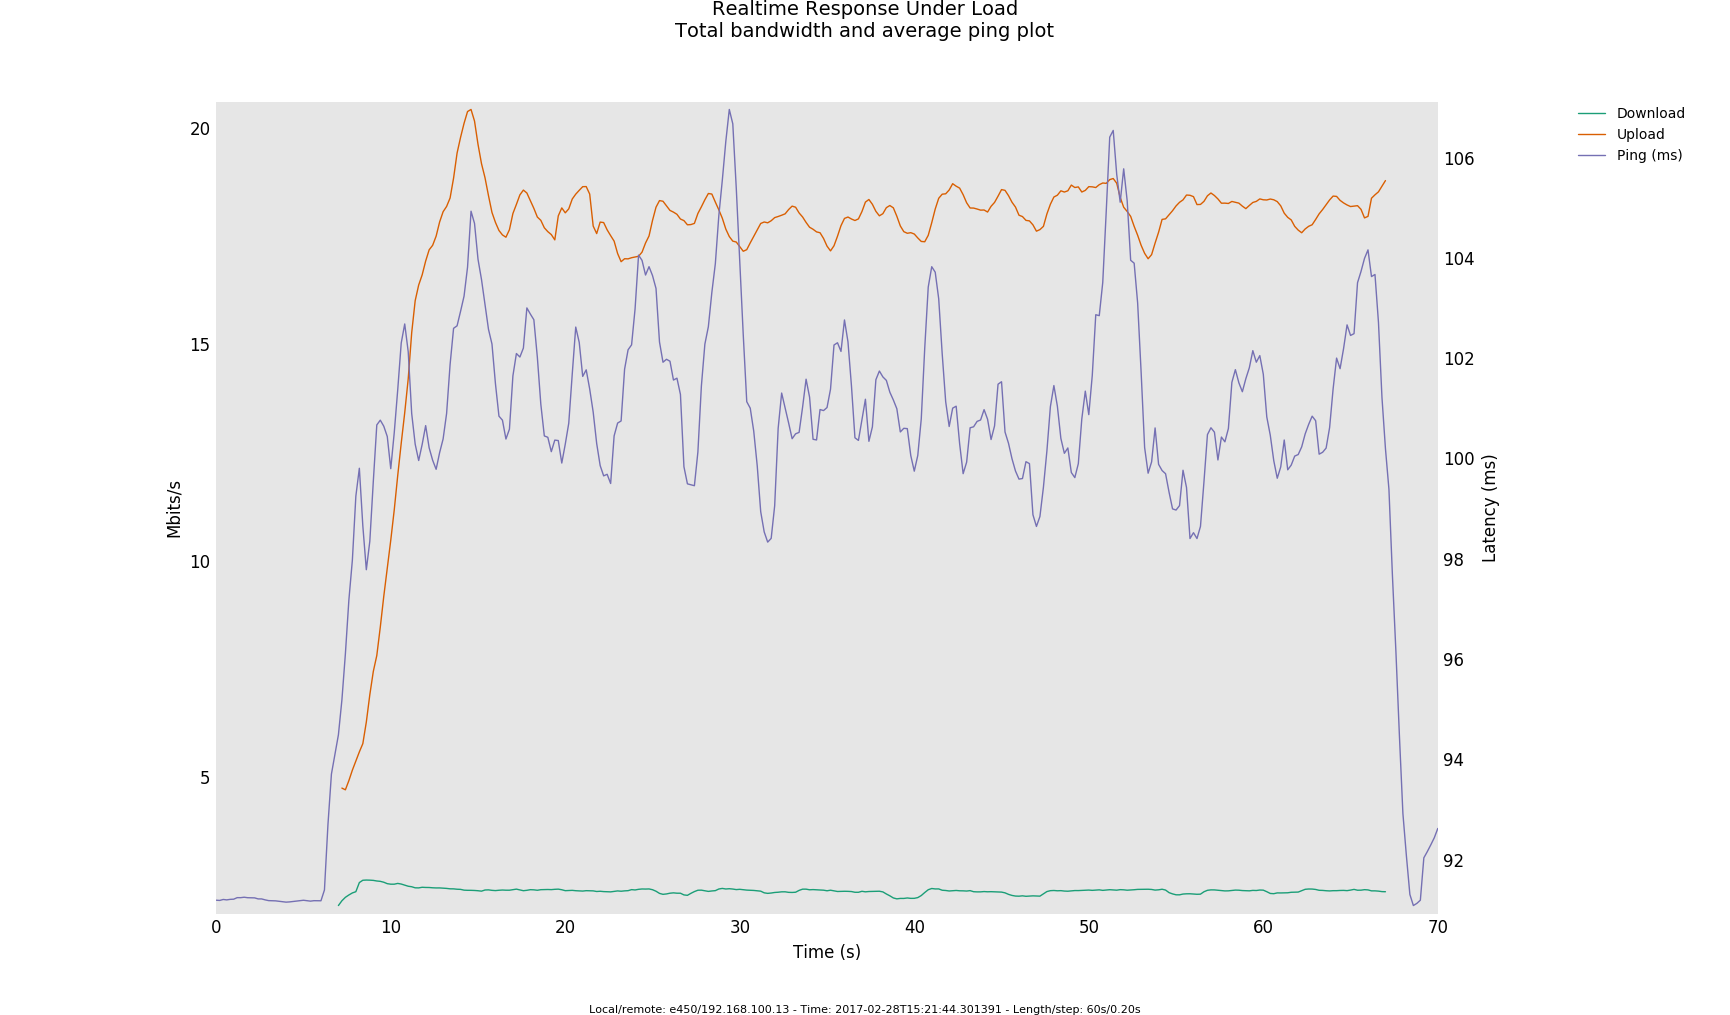 Realtime Response Under Load
Total bandwidth and average ping plot
Download
Upload
Ping (ms)
20
15
10
5
Mbits/s
106
104
102
100
98
96
94
92
Latency (ms)
0 10 20 30 40 50 60 70
Time (s)
Local/remote: e450/192.168.100.13 - Time: 2017-02-28T15:21:44.301391 - Length/step: 60s/0.20s